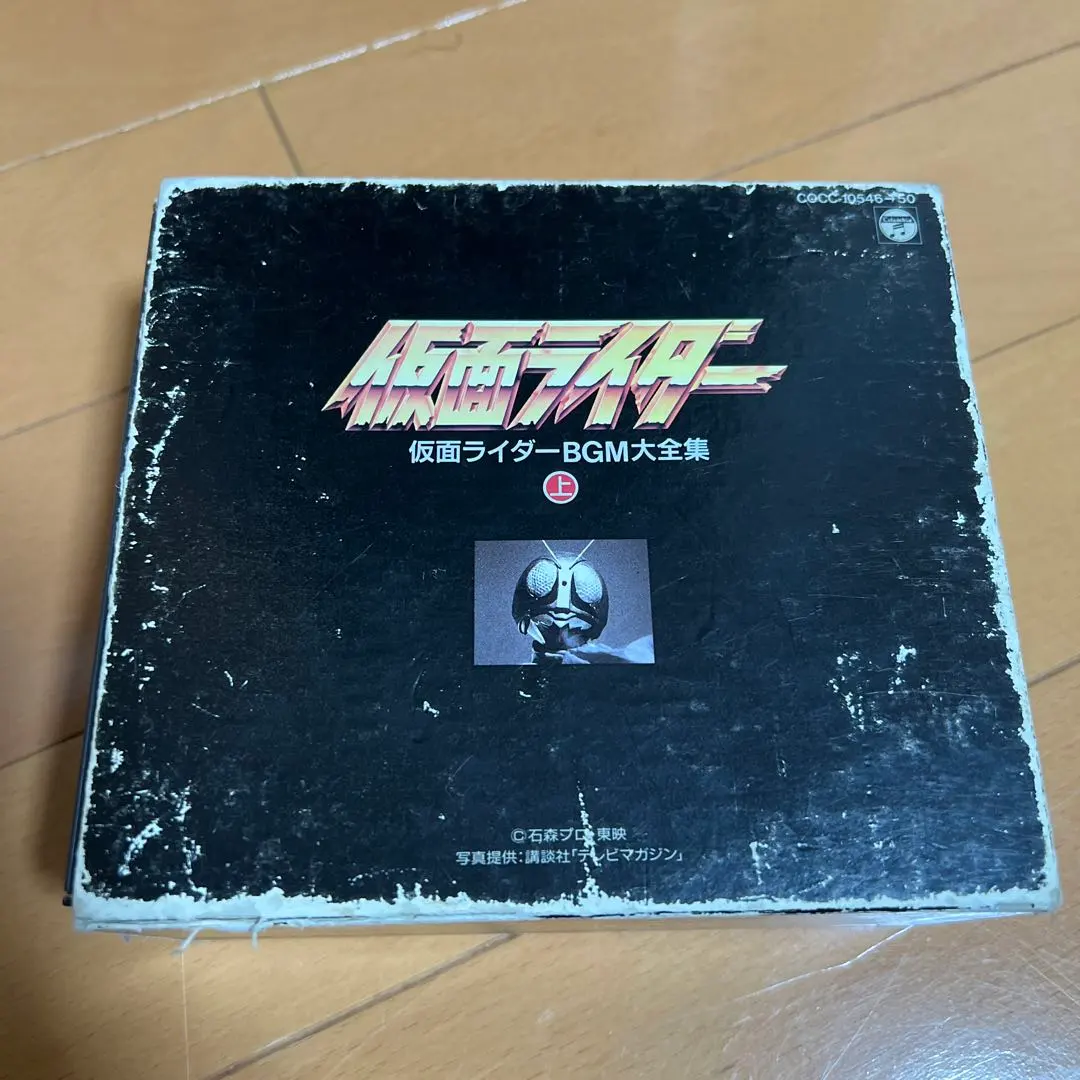 COCC-10546→50
Columbia
仮面ライダー
仮面ライダーBGM大全集
上
©石森プロ・東映
写真提供:講談社「テレビマガジン」